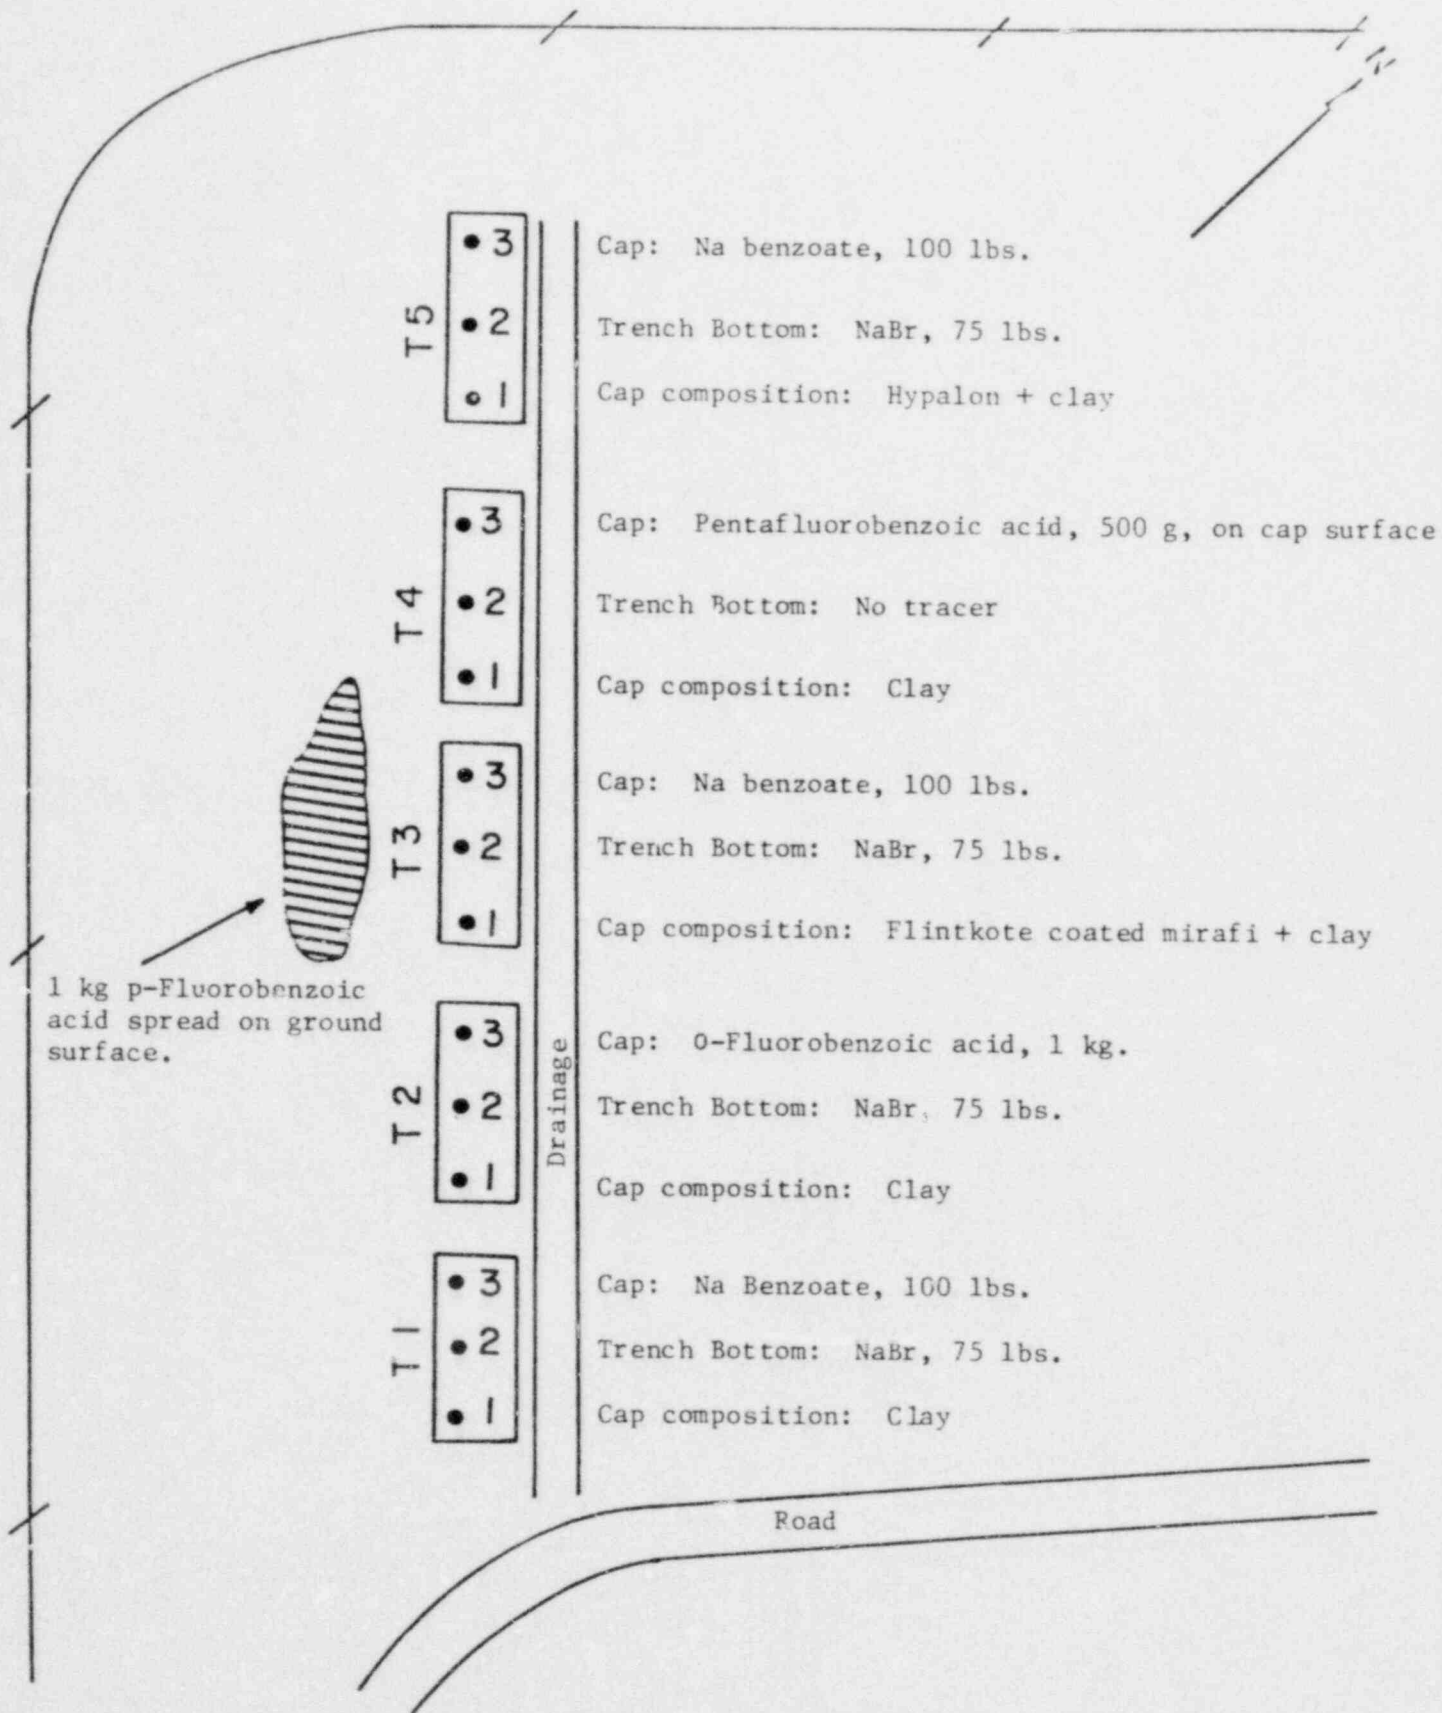 N
T5
3
2
1
Cap: Na benzoate, 100 lbs.
Trench Bottom: NaBr, 75 lbs.
Cap composition: Hypalon + clay
T4
3
2
1
Cap: Pentafluorobenzoic acid, 500 g, on cap surface
Trench Bottom: No tracer
Cap composition: Clay
T3
3
2
1
Cap: Na benzoate, 100 lbs.
Trench Bottom: NaBr, 75 lbs.
Cap composition: Flintkote coated mirafi + clay
1 kg p-Fluorobenzoic
acid spread on ground
surface.
T2
3
2
1
Drainage
Cap: O-Fluorobenzoic acid, 1 kg.
Trench Bottom: NaBr, 75 lbs.
Cap composition: Clay
T1
3
2
1
Cap: Na Benzoate, 100 lbs.
Trench Bottom: NaBr, 75 lbs.
Cap composition: Clay
Road